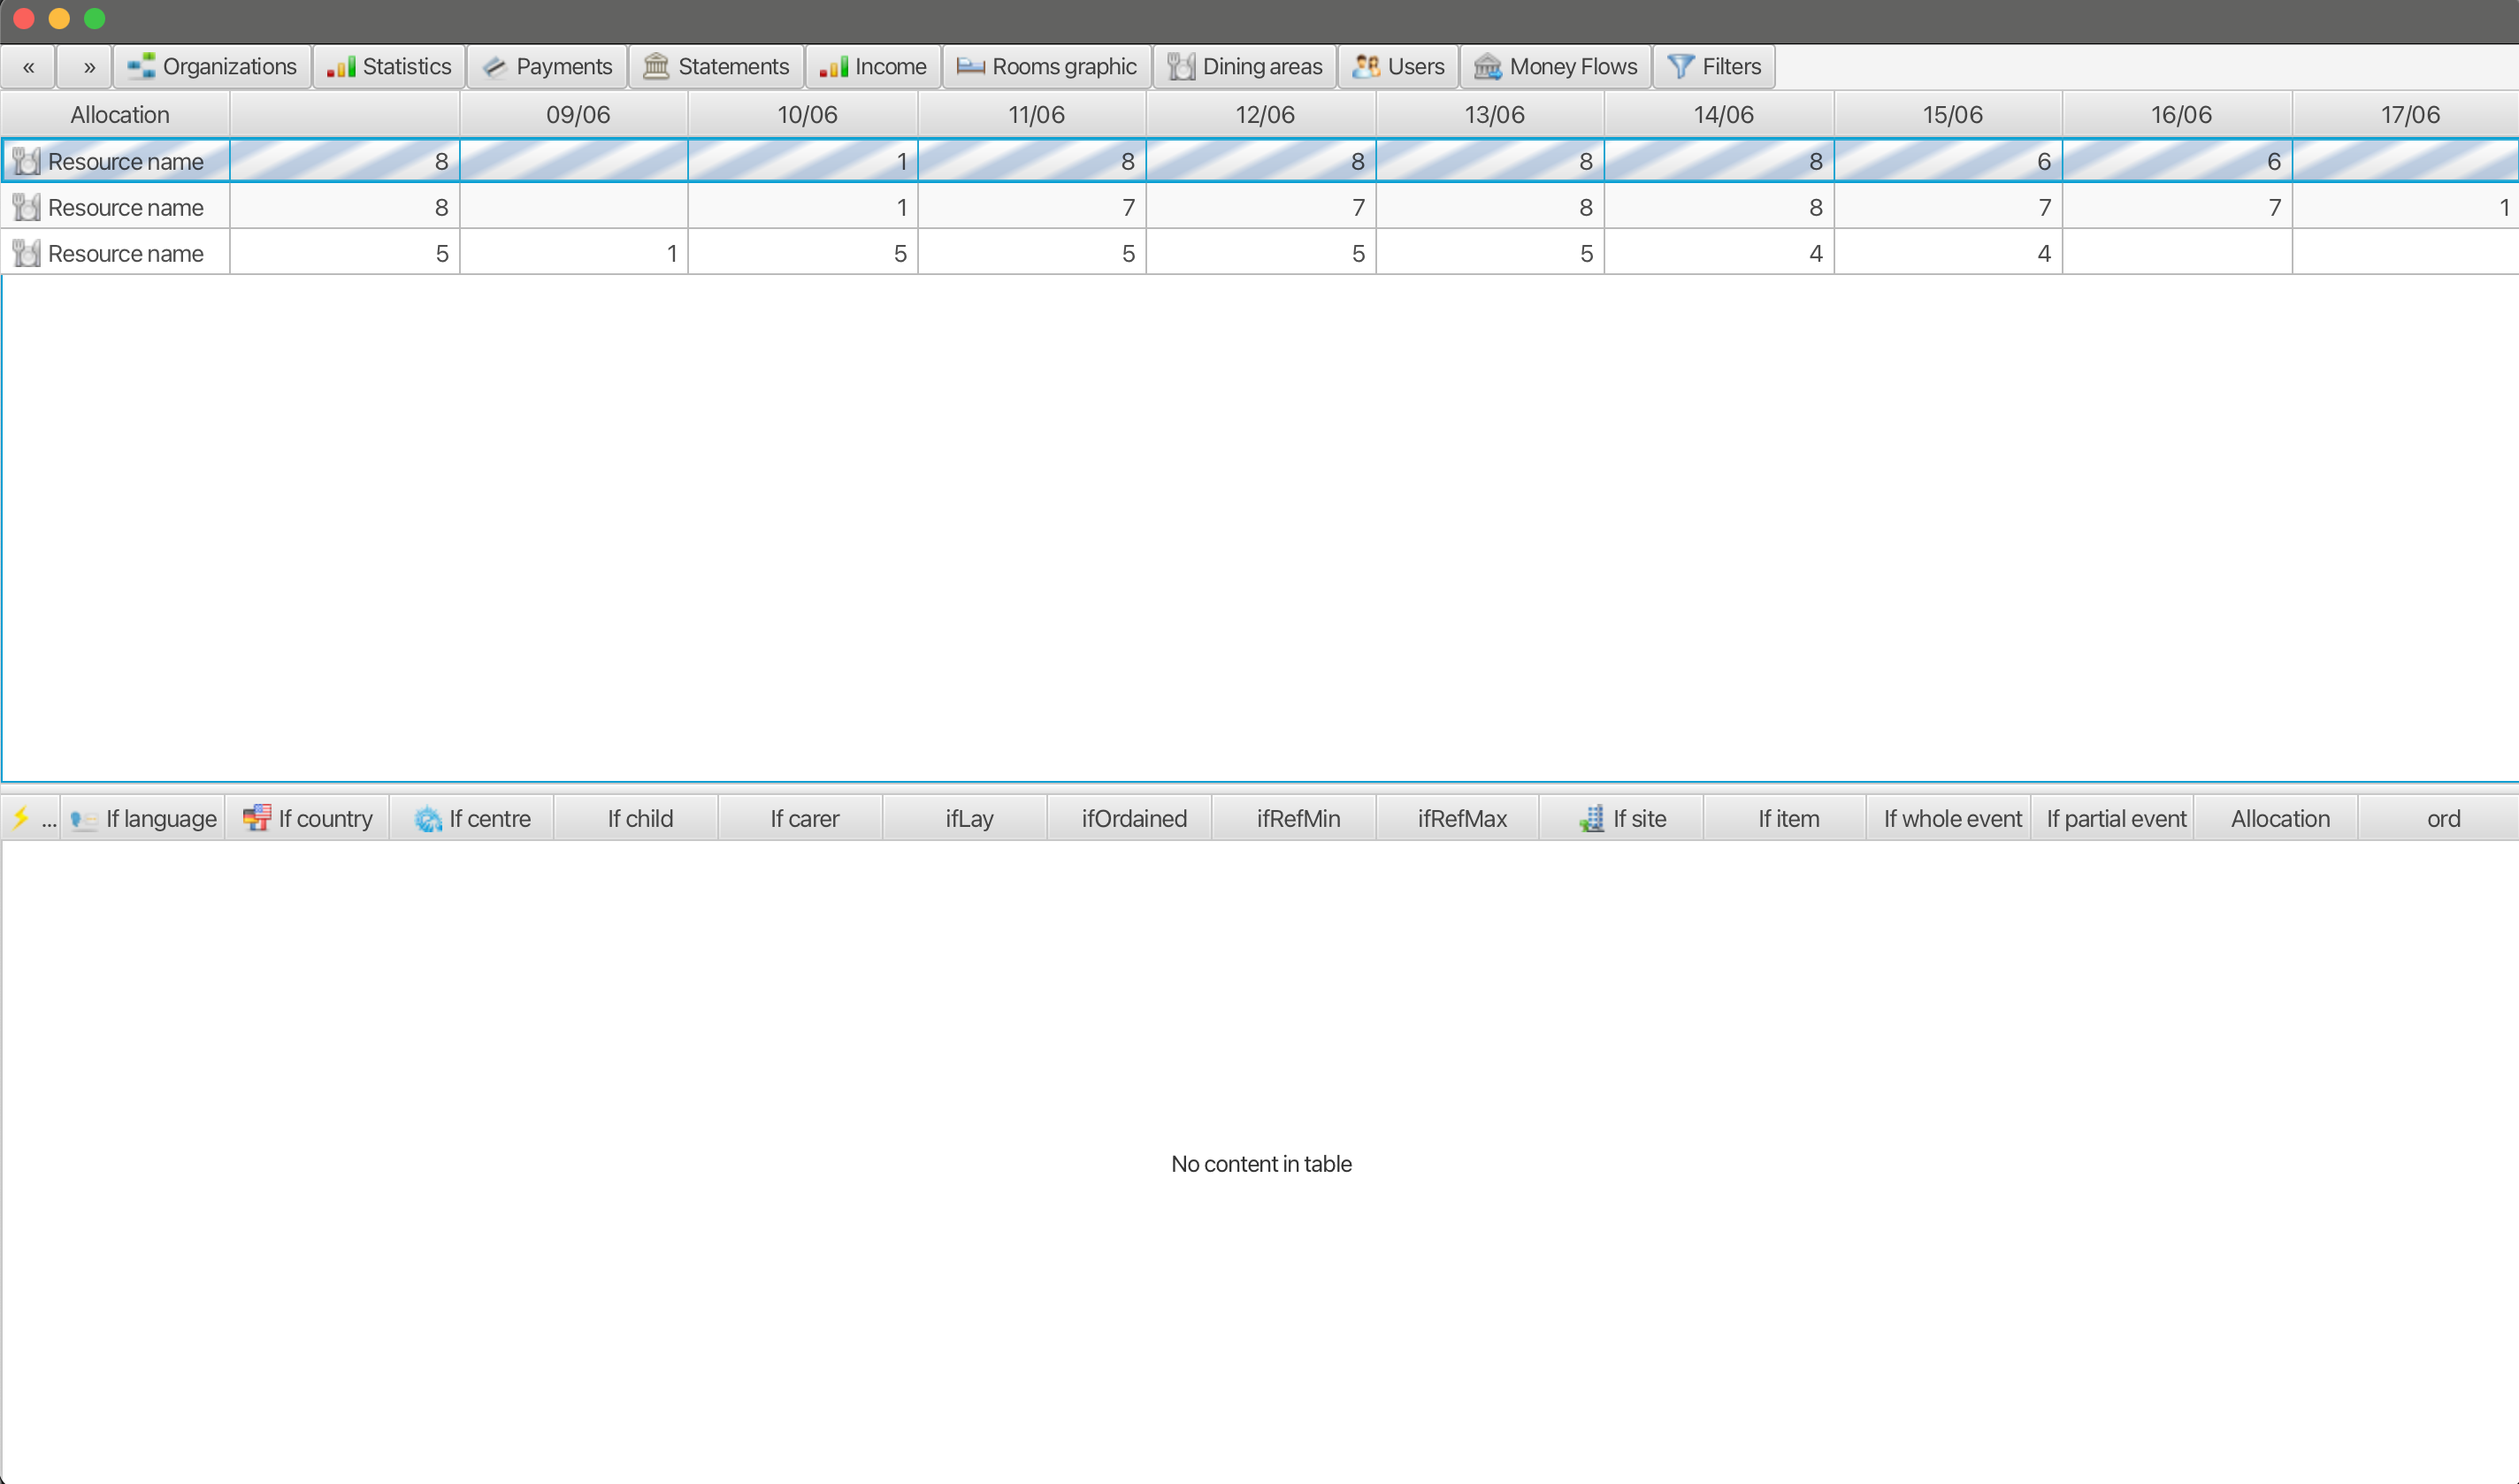 « » Organizations Statistics Payments Statements Income Rooms graphic Dining areas Users Money Flows Filters
Allocation 09/06 10/06 11/06 12/06 13/06 14/06 15/06 16/06 17/06
Resource name 8 1 8 8 8 8 6 6
Resource name 8 1 7 7 8 8 7 7 1
Resource name 5 1 5 5 5 5 4 4
... If language If country If centre If child If carer ifLay ifOrdained ifRefMin ifRefMax If site If item If whole event If partial event Allocation ord
No content in table